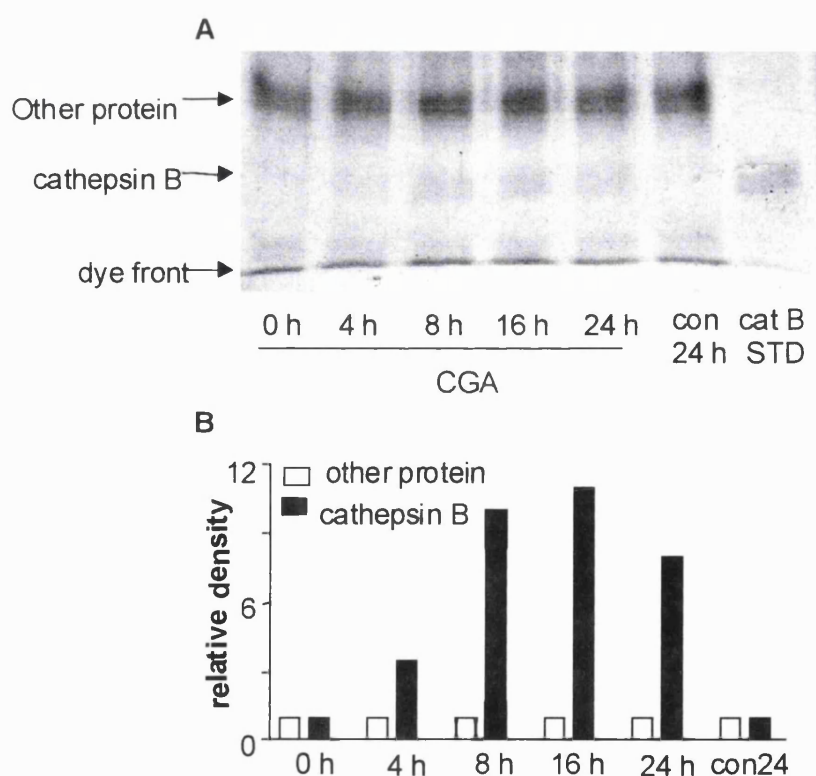 A
Other protein
cathepsin B
dye front
0 h 4 h 8 h 16 h 24 h con cat B
24 h STD
CGA
B
12
other protein
cathepsin B
relative density
6
0
0 h 4 h 8 h 16 h 24 h con24